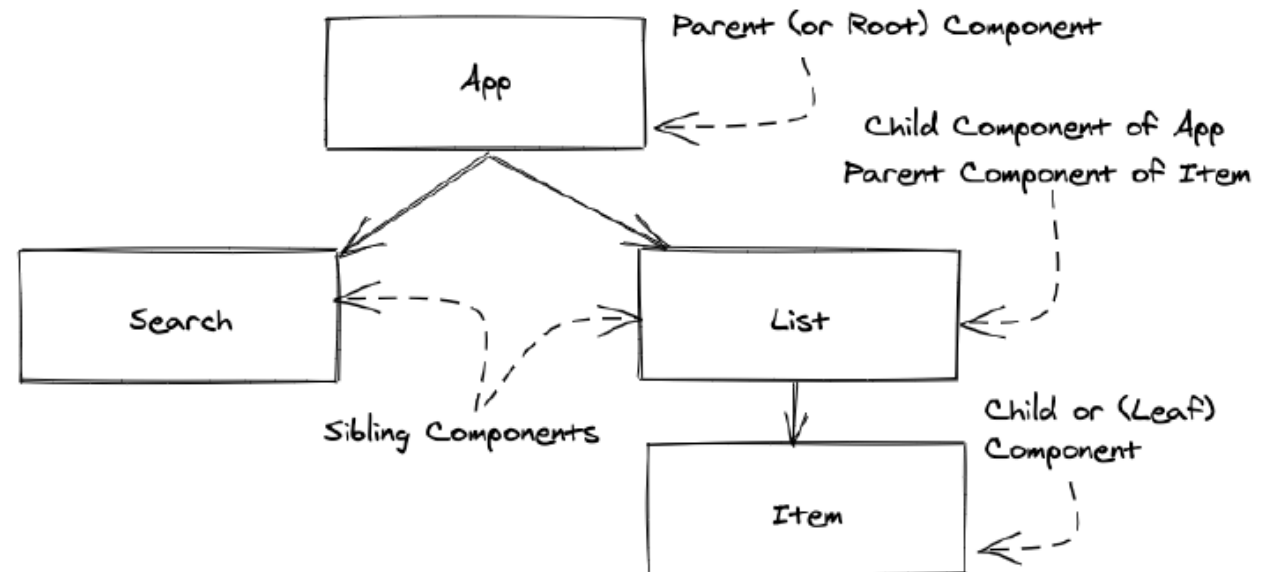 Parent (or Root) Component
App
Child Component of App
Parent Component of Item
Search
List
Sibling Components
Child or (Leaf)
Component
Item